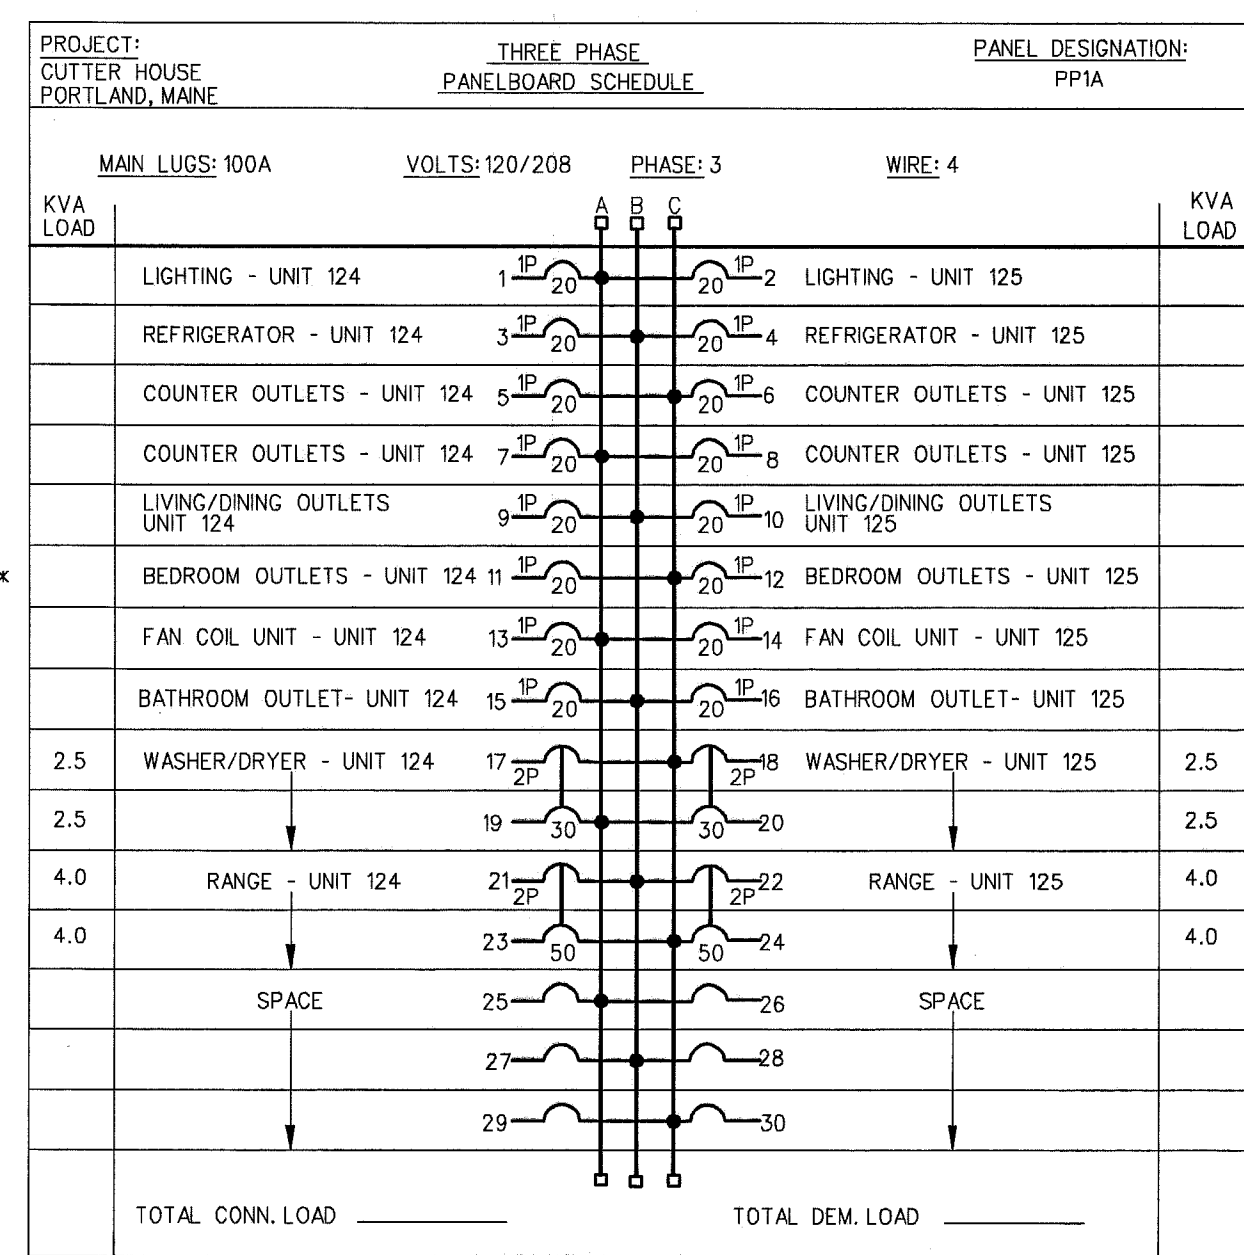 PROJECT:
CUTTER HOUSE
PORTLAND, MAINE
THREE PHASE
PANELBOARD SCHEDULE
PANEL DESIGNATION:
PP1A
MAIN LUGS: 100A VOLTS: 120/208 PHASE: 3 WIRE: 4
KVA LOAD A B C KVA LOAD
LIGHTING - UNIT 124 1 1P 20 20 1P 2 LIGHTING - UNIT 125
REFRIGERATOR - UNIT 124 3 1P 20 20 1P 4 REFRIGERATOR - UNIT 125
COUNTER OUTLETS - UNIT 124 5 1P 20 20 1P 6 COUNTER OUTLETS - UNIT 125
COUNTER OUTLETS - UNIT 124 7 1P 20 20 1P 8 COUNTER OUTLETS - UNIT 125
LIVING/DINING OUTLETS UNIT 124 9 1P 20 20 1P 10 LIVING/DINING OUTLETS UNIT 125
* BEDROOM OUTLETS - UNIT 124 11 1P 20 20 1P 12 BEDROOM OUTLETS - UNIT 125
FAN COIL UNIT - UNIT 124 13 1P 20 20 1P 14 FAN COIL UNIT - UNIT 125
BATHROOM OUTLET- UNIT 124 15 1P 20 20 1P 16 BATHROOM OUTLET- UNIT 125
2.5 WASHER/DRYER - UNIT 124 17 2P 2P 18 WASHER/DRYER - UNIT 125 2.5
2.5 19 30 30 20 2.5
4.0 RANGE - UNIT 124 21 2P 2P 22 RANGE - UNIT 125 4.0
4.0 23 50 50 24 4.0
SPACE 25 26 SPACE
27 28
29 30
TOTAL CONN. LOAD TOTAL DEM. LOAD